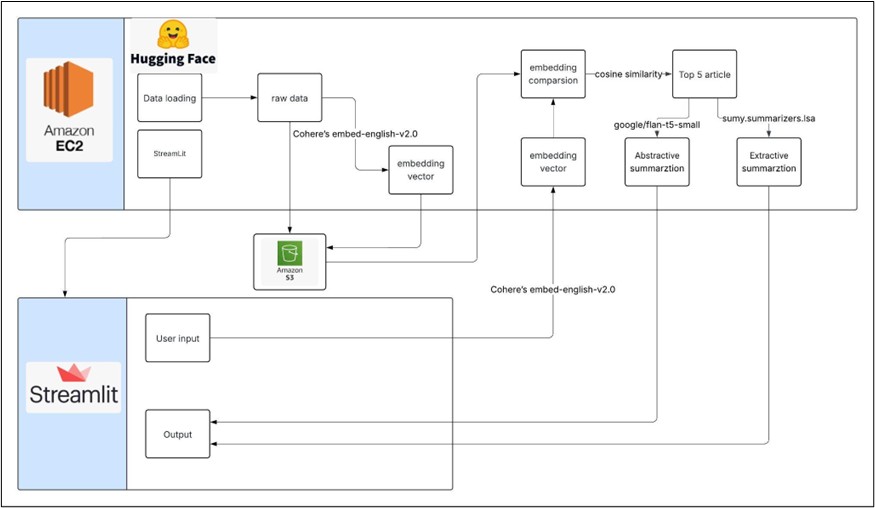 Hugging Face
Amazon
EC2
Data loading
raw data
StreamLit
Cohere's embed-english-v2.0
embedding
vector
embedding
comparsion
cosine similarity
Top 5 article
google/flan-t5-small
sumy.summarizers.lsa
embedding
vector
Abstractive
summarztion
Extractive
summarztion
Amazon
S3
Cohere's embed-english-v2.0
User input
Streamlit
Output